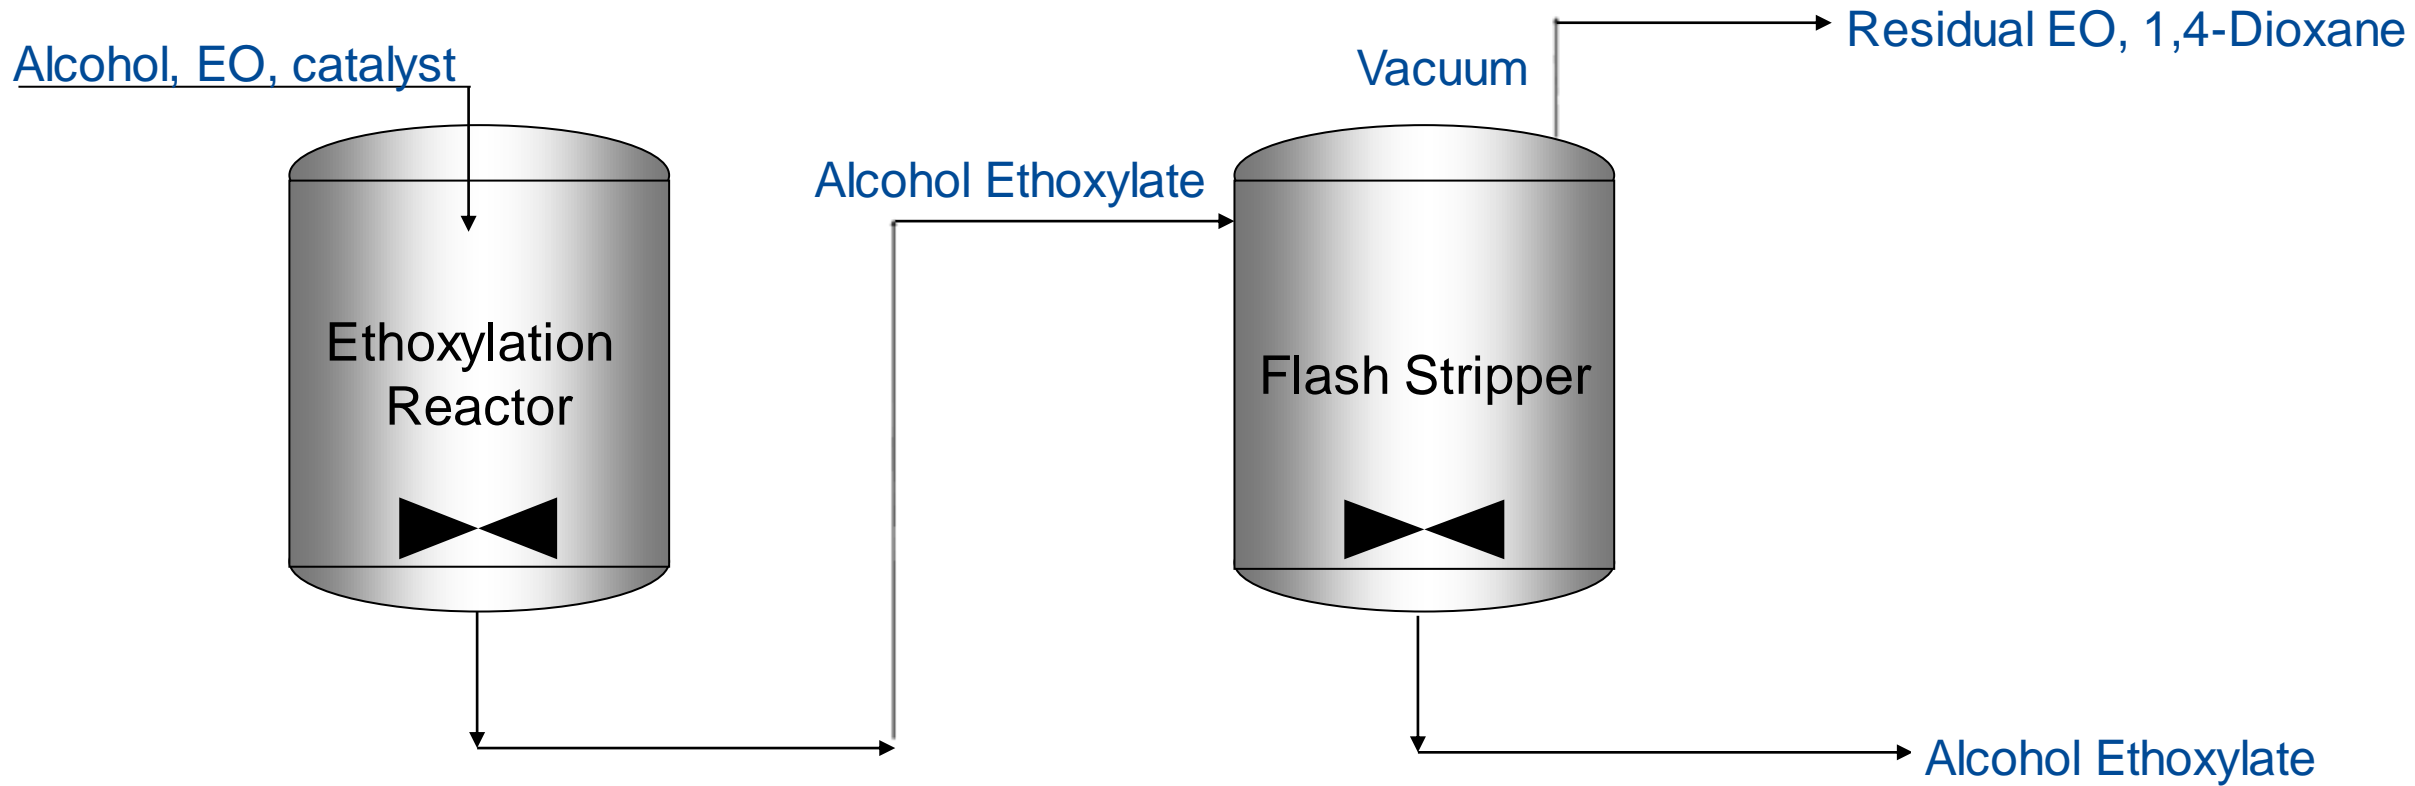 Alcohol, EO, catalyst
Ethoxylation
Reactor
Alcohol Ethoxylate
Vacuum
Residual EO, 1,4-Dioxane
Flash Stripper
Alcohol Ethoxylate